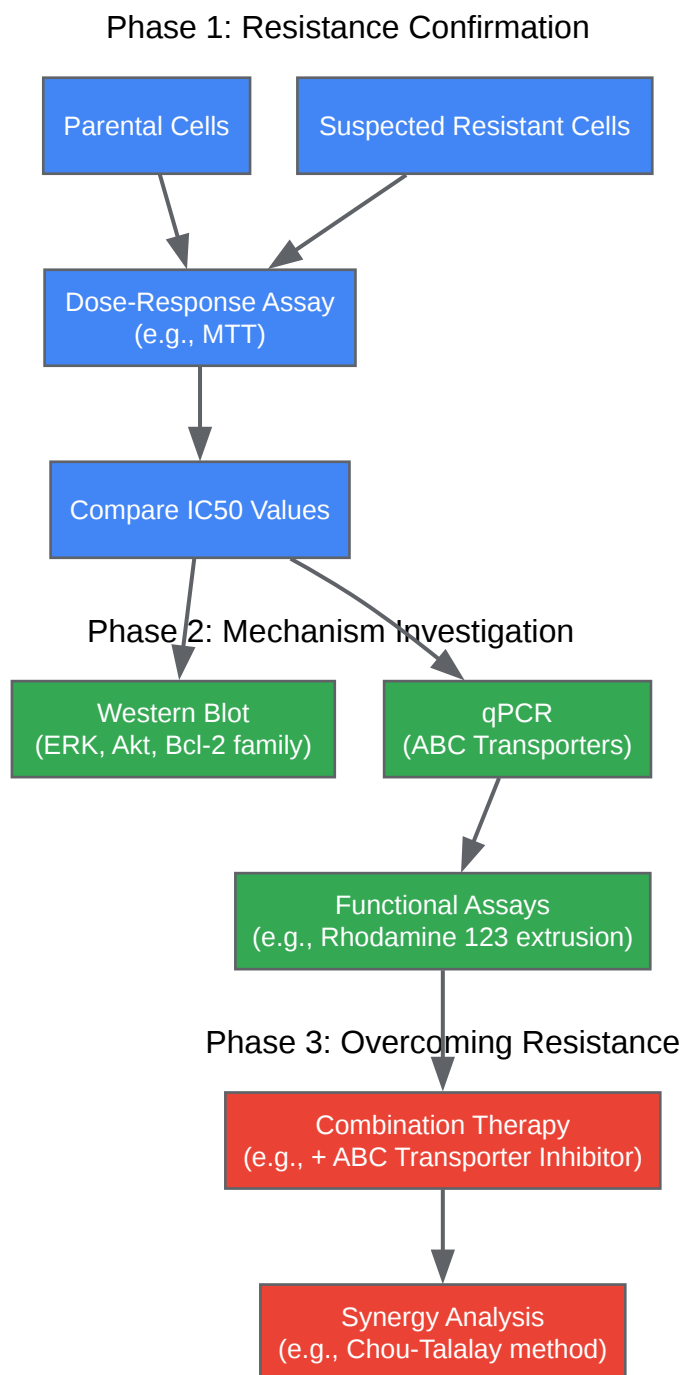 Phase 1: Resistance Confirmation
Parental Cells
Suspected Resistant Cells
Dose-Response Assay
(e.g., MTT)
Compare IC50 Values
Phase 2: Mechanism Investigation
Western Blot
(ERK, Akt, Bcl-2 family)
qPCR
(ABC Transporters)
Functional Assays
(e.g., Rhodamine 123 extrusion)
Phase 3: Overcoming Resistance
Combination Therapy
(e.g., + ABC Transporter Inhibitor)
Synergy Analysis
(e.g., Chou-Talalay method)